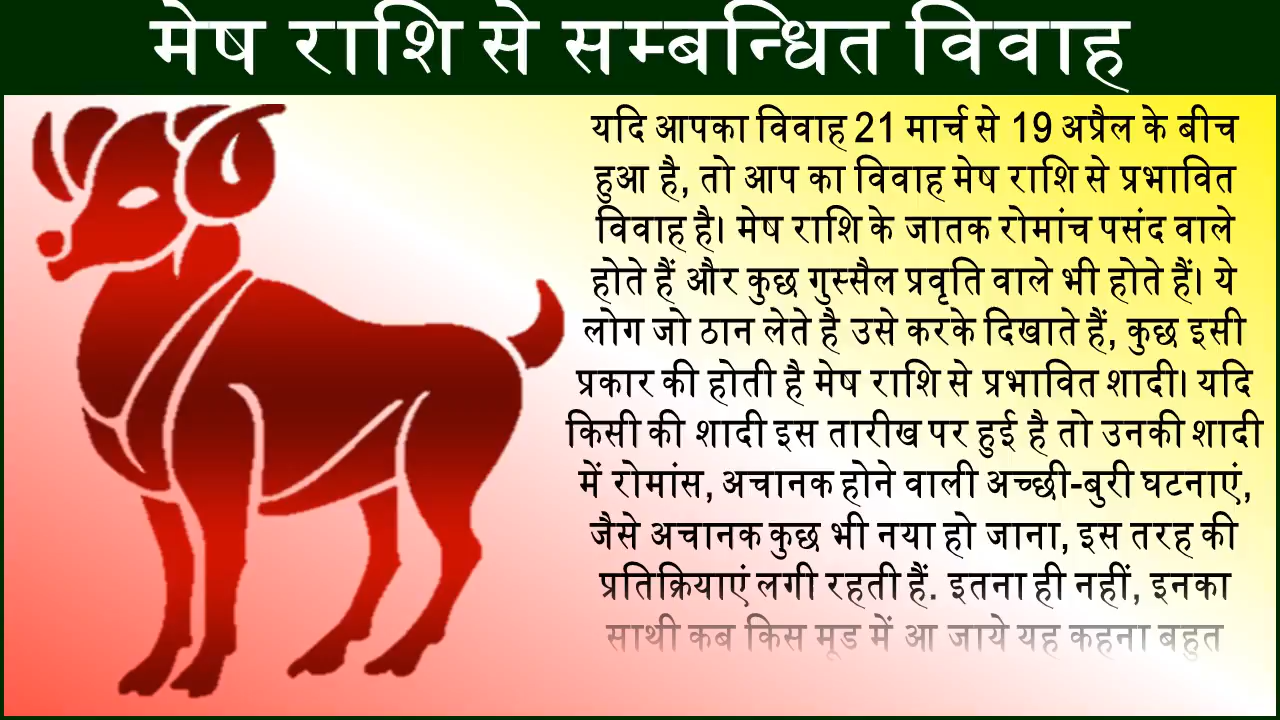 मेष राशि से सम्बन्धित विवाह
यदि आपका विवाह 21 मार्च से 19 अप्रैल के बीच
हुआ है, तो आप का विवाह मेष राशि से प्रभावित
विवाह है। मेष राशि के जातक रोमांच पसंद वाले
होते हैं और कुछ गुस्सैल प्रवृति वाले भी होते हैं। ये
लोग जो ठान लेते है उसे करके दिखाते हैं, कुछ इसी
प्रकार की होती है मेष राशि से प्रभावित शादी। यदि
किसी की शादी इस तारीख पर हुई है तो उनकी शादी
में रोमांस, अचानक होने वाली अच्छी-बुरी घटनाएं,
जैसे अचानक कुछ भी नया हो जाना, इस तरह की
प्रतिक्रियाएं लगी रहती हैं. इतना ही नहीं, इनका
साथी कब किस मूड में आ जाये यह कहना बहुत